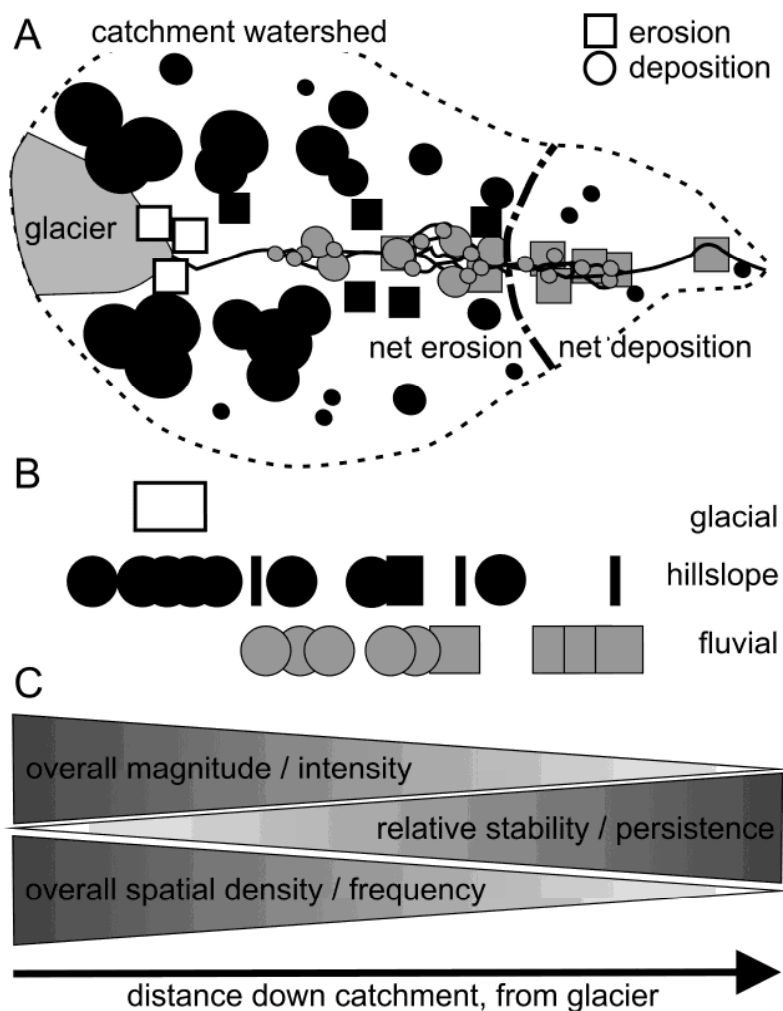 A
catchment watershed
erosion
deposition
glacier
net erosion
net deposition
B
glacial
hillslope
fluvial
C
overall magnitude / intensity
relative stability / persistence
overall spatial density / frequency
distance down catchment, from glacier